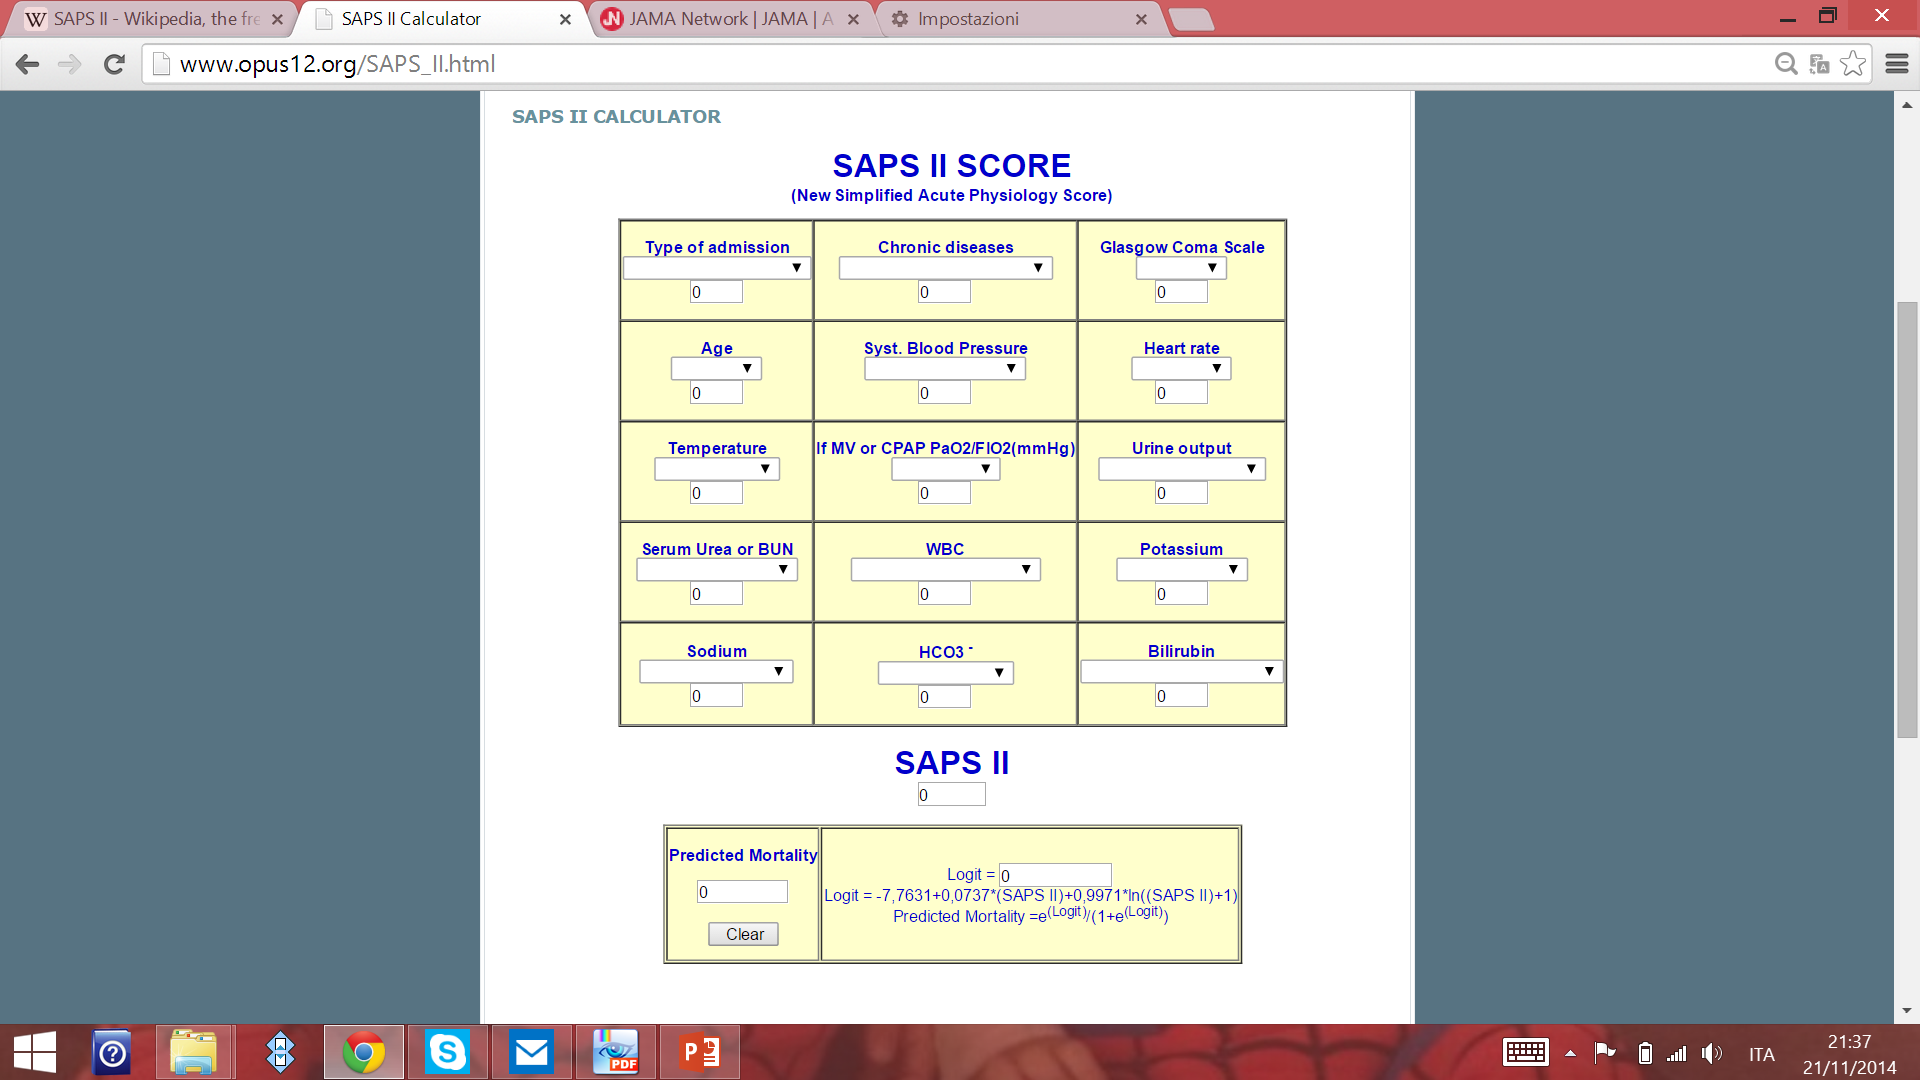 SAPS II - Wikipedia, the fre
SAPS II Calculator
JAMA Network | JAMA | A
Impostazioni
www.opus12.org/SAPS_II.html
SAPS II CALCULATOR
SAPS II SCORE
(New Simplified Acute Physiology Score)
Type of admission
0
Chronic diseases
0
Glasgow Coma Scale
0
Age
0
Syst. Blood Pressure
0
Heart rate
0
Temperature
0
If MV or CPAP PaO2/FIO2(mmHg)
0
Urine output
0
Serum Urea or BUN
0
WBC
0
Potassium
0
Sodium
0
HCO3 -
0
Bilirubin
0
SAPS II
0
Predicted Mortality
0
Clear
Logit = 0
Logit = -7,7631+0,0737*(SAPS II)+0,9971*ln((SAPS II)+1)
Predicted Mortality =e(Logit)/(1+e(Logit))
ITA
21:37
21/11/2014